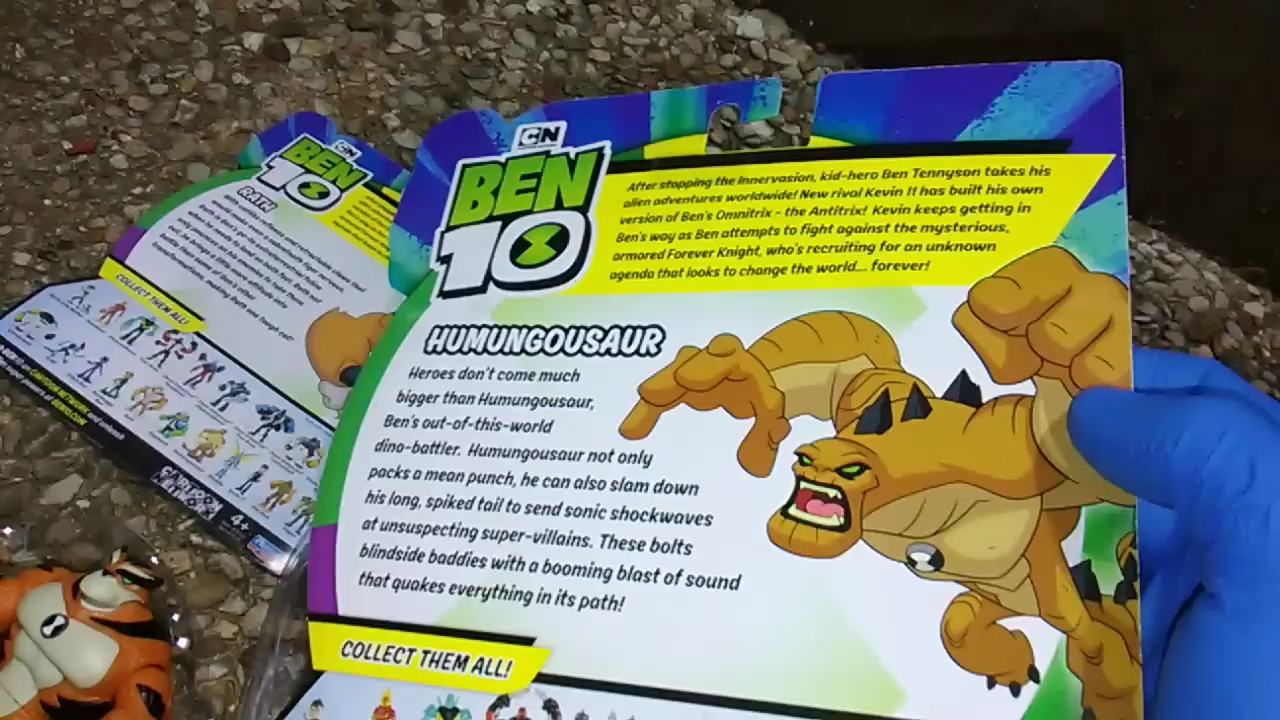 CN
BEN
10
After stopping the Innervasion, kid-hero Ben Tennyson takes his
alien adventures worldwide! New rival Kevin 11 has built his own
version of Ben's Omnitrix - the Antitrix! Kevin keeps getting in
Ben's way as Ben attempts to fight against the mysterious,
armored Forever Knight, who's recruiting for an unknown
agenda that looks to change the world... forever!
HUMUNGOUSAUR
Heroes don't come much
bigger than Humungousaur,
Ben's out-of-this-world
dino-battler. Humungousaur not only
packs a mean punch, he can also slam down
his long, spiked tail to send sonic shockwaves
at unsuspecting super-villains. These bolts
blindside baddies with a booming blast of sound
that quakes everything in its path!
COLLECT THEM ALL!
CN
BEN
10
RATH
COLLECT THEM ALL!
4+